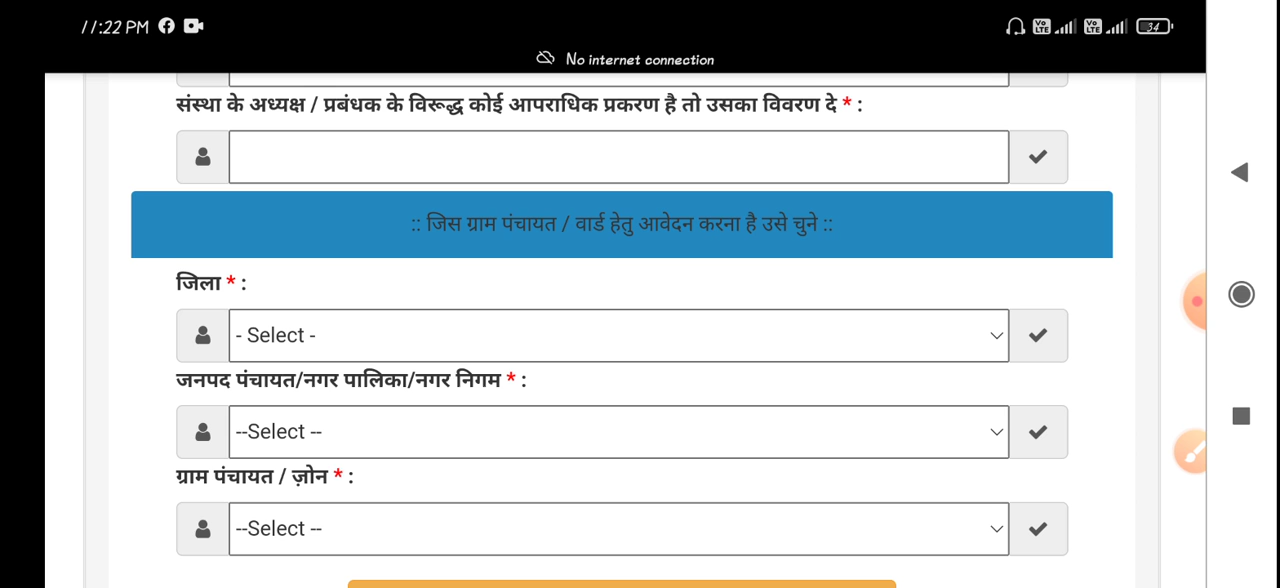 11:22 PM
34
No internet connection
संस्था के अध्यक्ष / प्रबंधक के विरूद्ध कोई आपराधिक प्रकरण है तो उसका विवरण दे * :
:: जिस ग्राम पंचायत / वार्ड हेतु आवेदन करना है उसे चुने ::
जिला * :
- Select -
जनपद पंचायत/नगर पालिका/नगर निगम * :
--Select --
ग्राम पंचायत / ज़ोन * :
--Select --